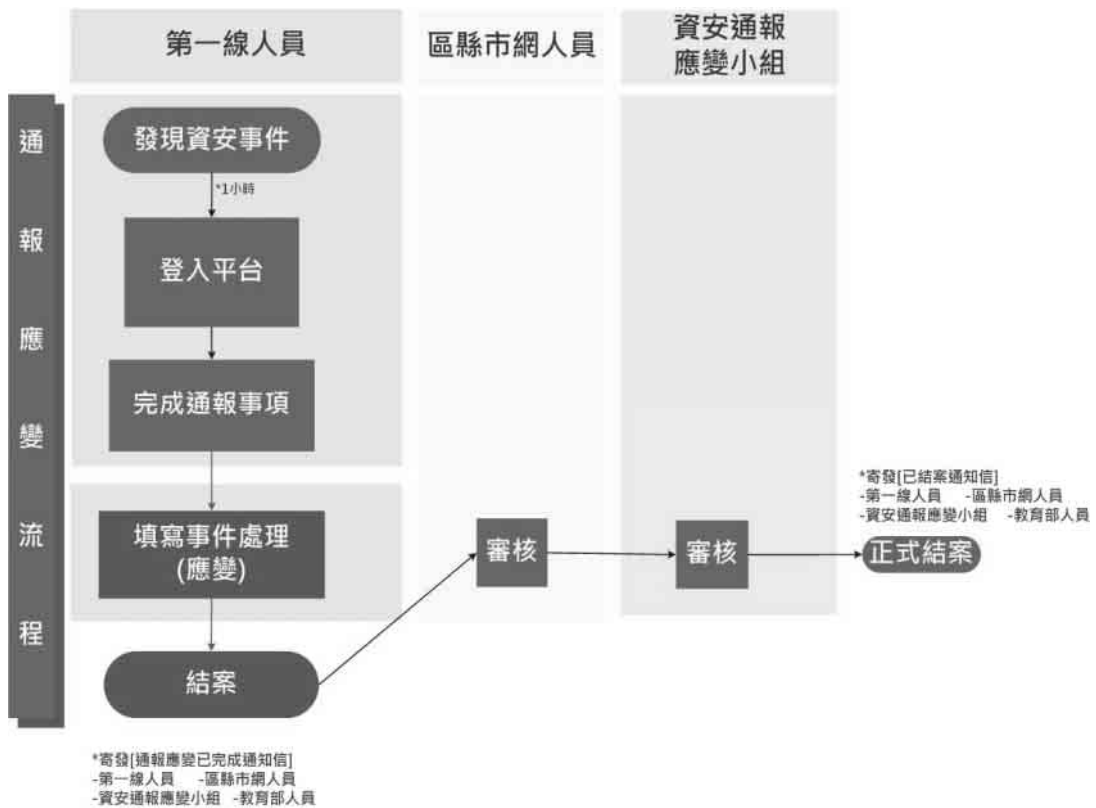 第一線人員
區縣市網人員
資安通報
應變小組
通報應變流程
發現資安事件
*1小時
登入平台
完成通報事項
填寫事件處理
(應變)
結案
審核
審核
*寄發[已結案通知信]
-第一線人員 -區縣市網人員
-資安通報應變小組 -教育部人員
正式結案
*寄發[通報應變已完成通知信]
-第一線人員 -區縣市網人員
-資安通報應變小組 -教育部人員